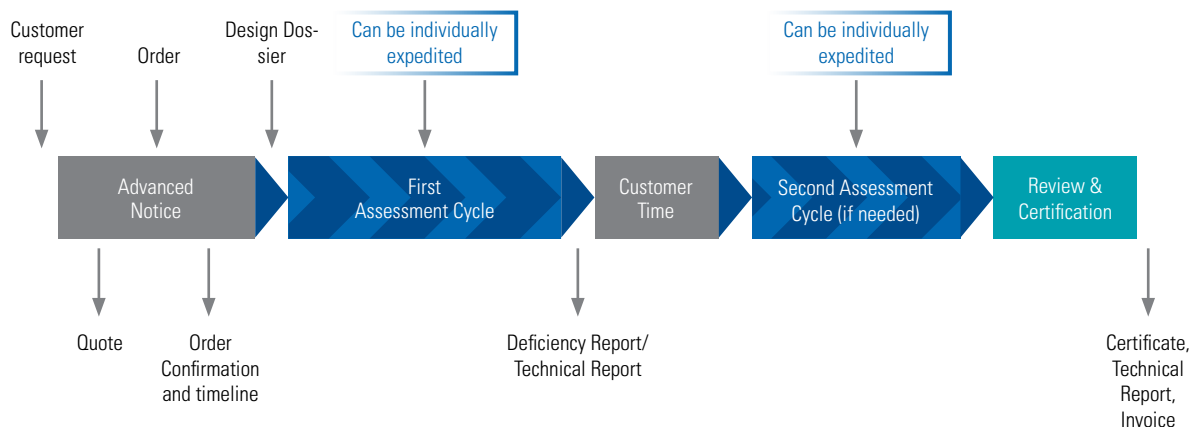 Customer
request
Order
Design Dos-
sier
Can be individually
expedited
Can be individually
expedited
Advanced
Notice
First
Assessment Cycle
Customer
Time
Second Assessment
Cycle (if needed)
Review &
Certification
Quote
Order
Confirmation
and timeline
Deficiency Report/
Technical Report
Certificate,
Technical
Report,
Invoice